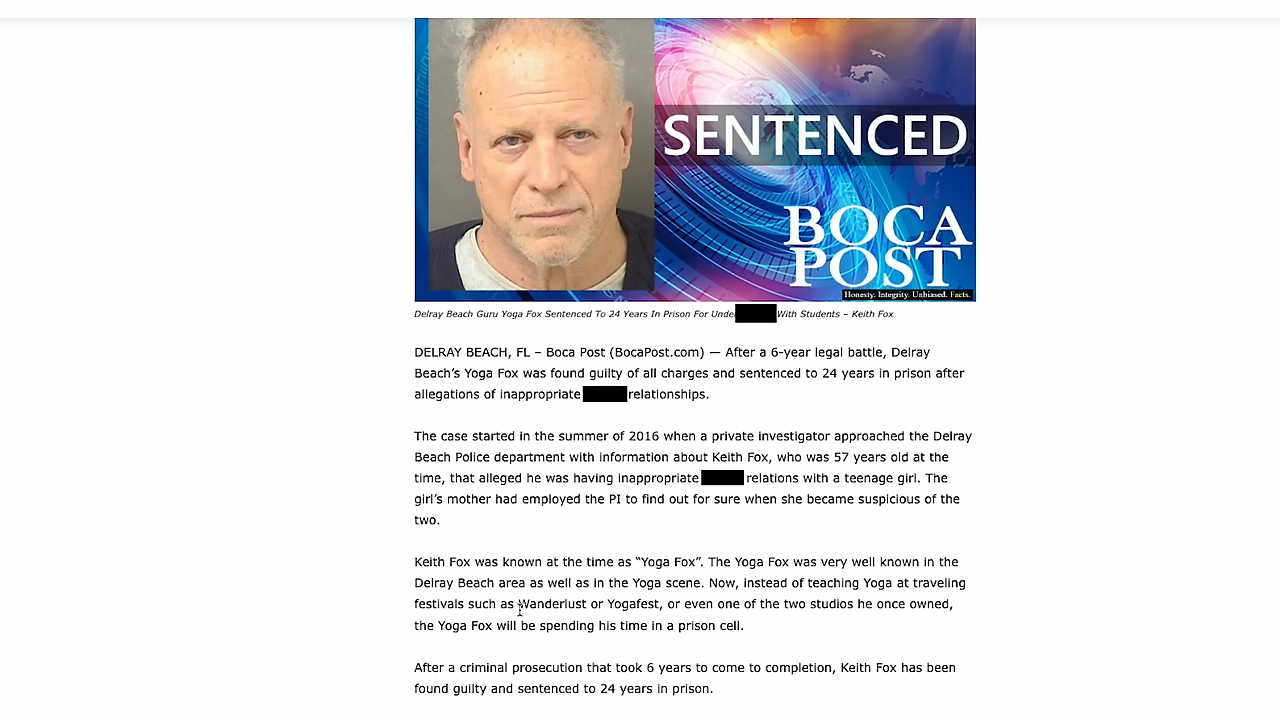 SENTENCED
BOCA
POST
Honesty. Integrity. Unbiased. Facts.
Delray Beach Guru Yoga Fox Sentenced To 24 Years In Prison For Unde With Students – Keith Fox
DELRAY BEACH, FL – Boca Post (BocaPost.com) — After a 6-year legal battle, Delray
Beach's Yoga Fox was found guilty of all charges and sentenced to 24 years in prison after
allegations of inappropriate relationships.
The case started in the summer of 2016 when a private investigator approached the Delray
Beach Police department with information about Keith Fox, who was 57 years old at the
time, that alleged he was having inappropriate relations with a teenage girl. The
girl's mother had employed the PI to find out for sure when she became suspicious of the
two.
Keith Fox was known at the time as “Yoga Fox”. The Yoga Fox was very well known in the
Delray Beach area as well as in the Yoga scene. Now, instead of teaching Yoga at traveling
festivals such as Wanderlust or Yogafest, or even one of the two studios he once owned,
the Yoga Fox will be spending his time in a prison cell.
After a criminal prosecution that took 6 years to come to completion, Keith Fox has been
found guilty and sentenced to 24 years in prison.